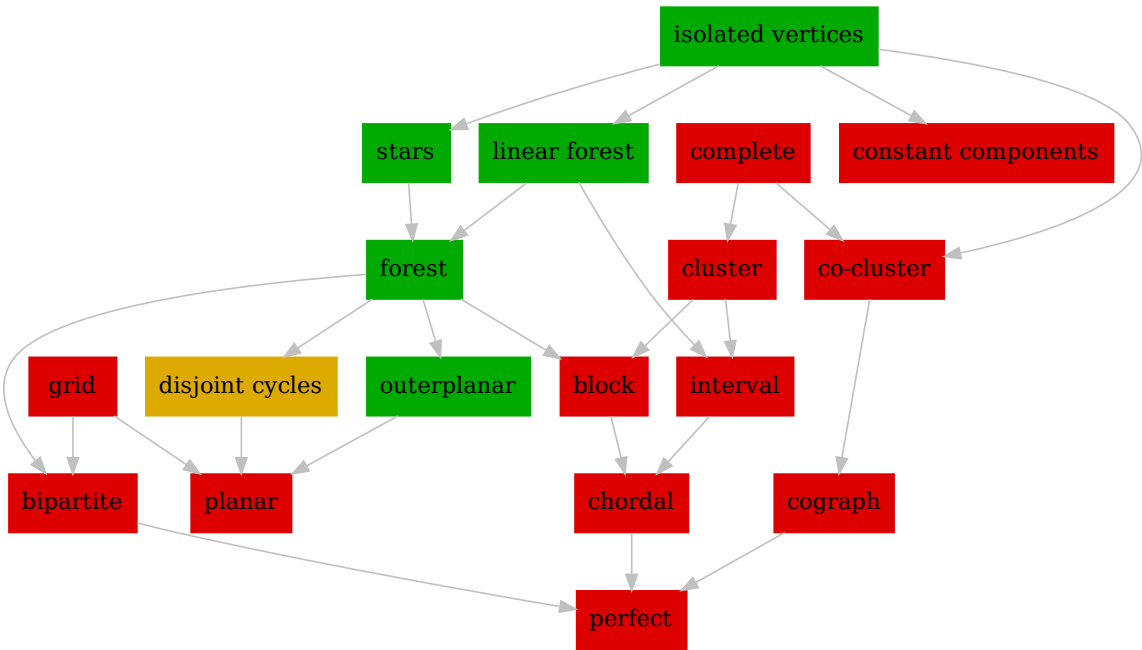 isolated vertices
stars
linear forest
complete
constant components
forest
cluster
co-cluster
grid
disjoint cycles
outerplanar
block
interval
bipartite
planar
chordal
cograph
perfect